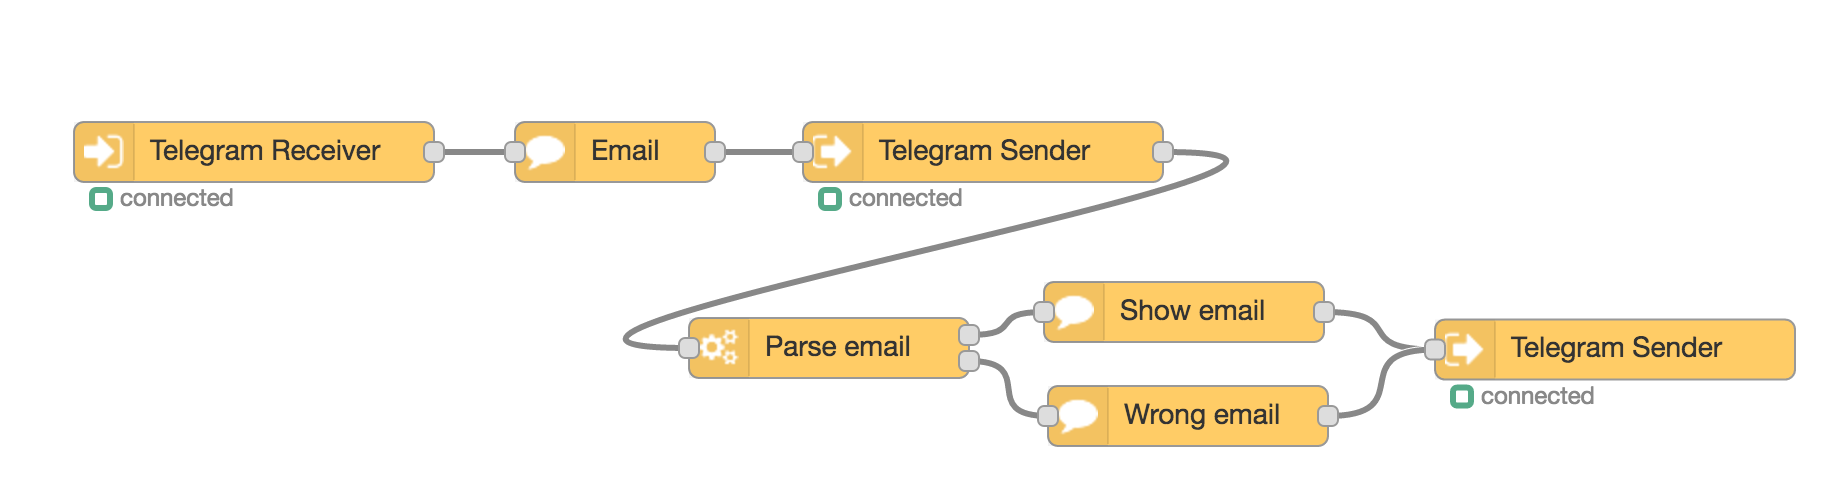 Telegram Receiver
connected
Email
Telegram Sender
connected
Parse email
Show email
Wrong email
Telegram Sender
connected